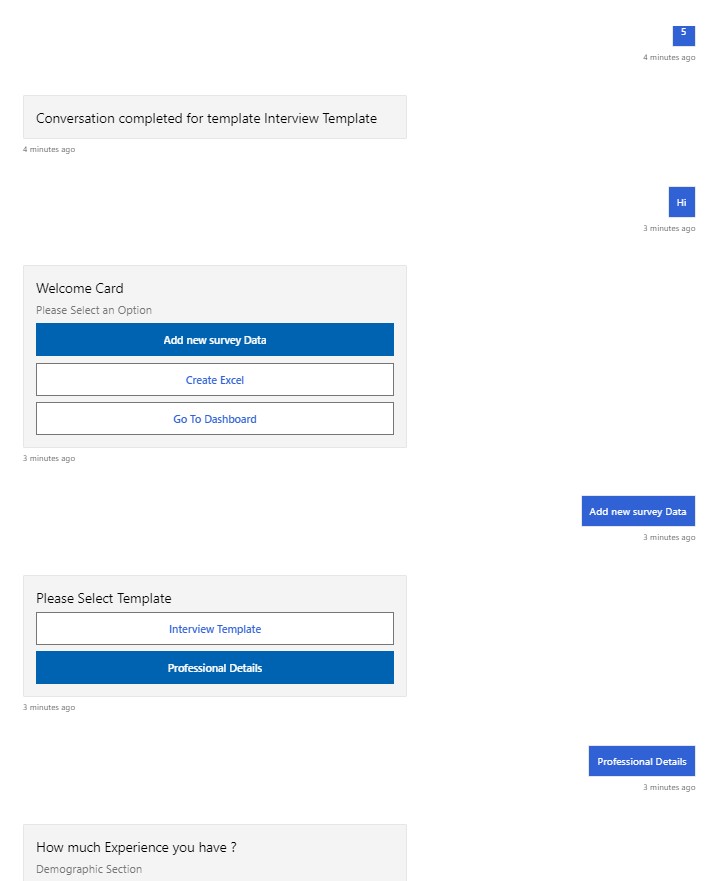 5
4 minutes ago
Conversation completed for template Interview Template
4 minutes ago
Hi
3 minutes ago
Welcome Card
Please Select an Option
Add new survey Data
Create Excel
Go To Dashboard
3 minutes ago
Add new survey Data
3 minutes ago
Please Select Template
Interview Template
Professional Details
3 minutes ago
Professional Details
3 minutes ago
How much Experience you have ?
Demographic Section